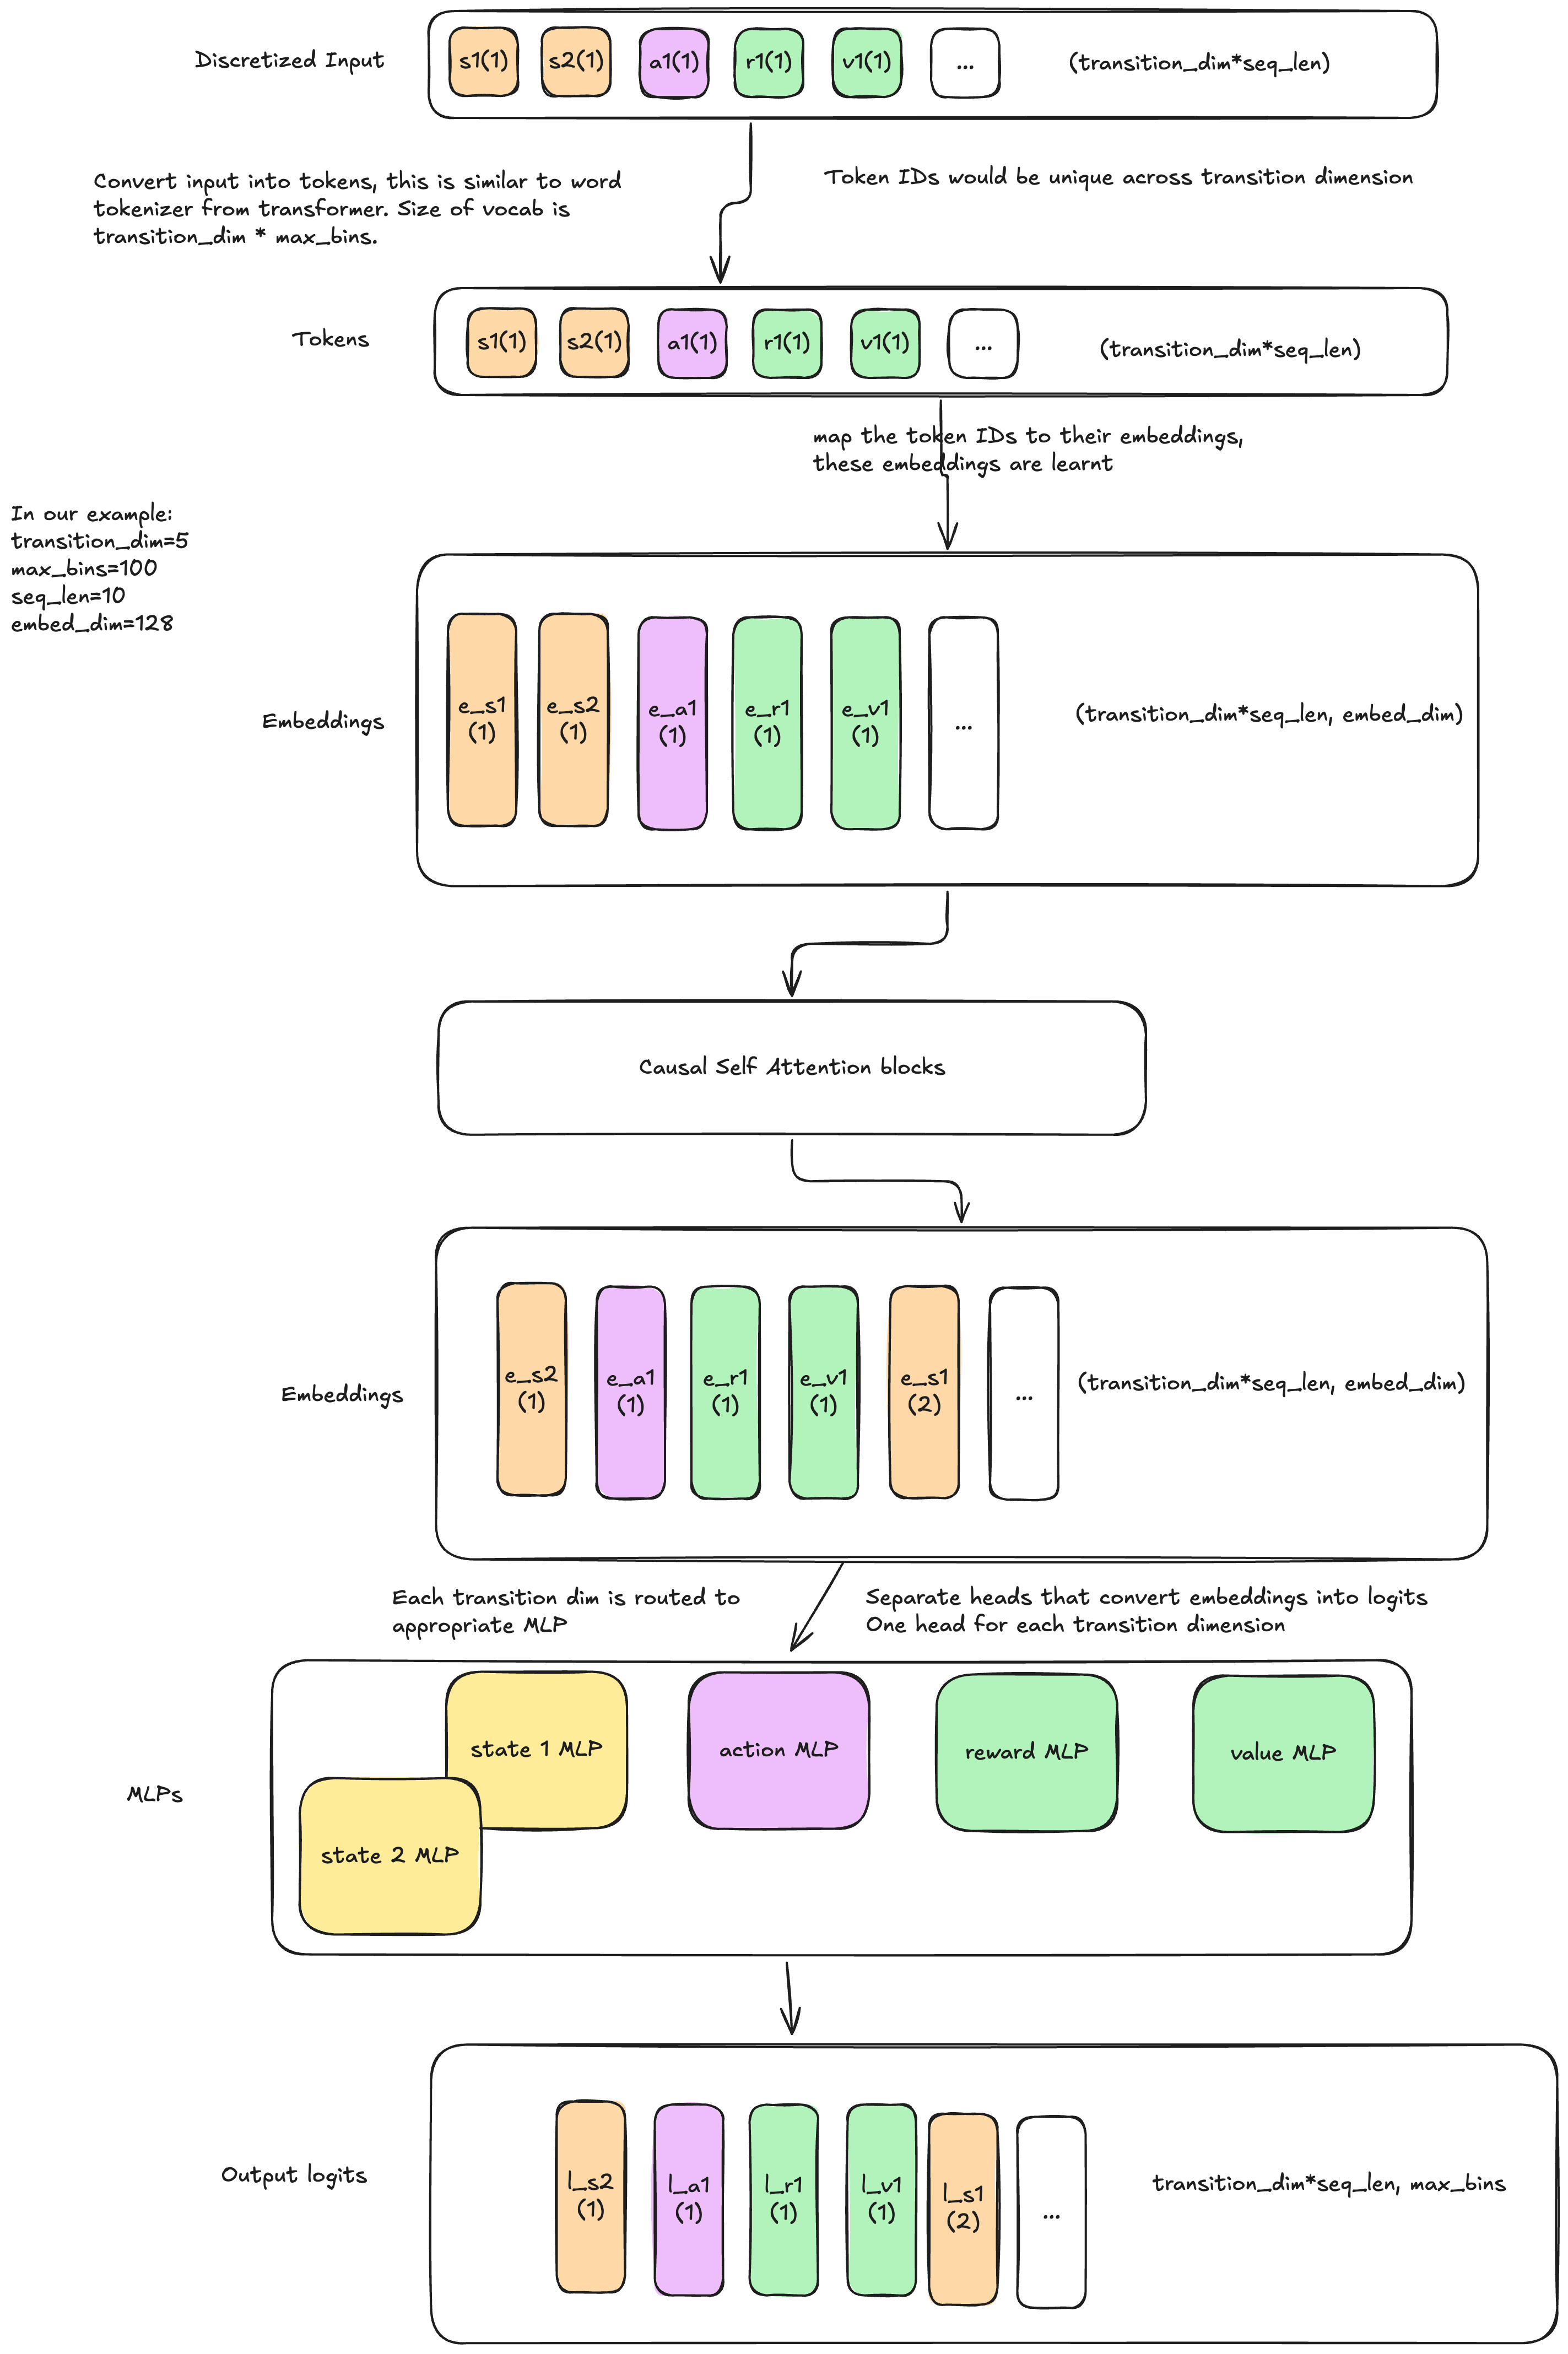 Discretized Input
s1(1)
s2(1)
a1(1)
r1(1)
v1(1)
...
(transition_dim*seq_len)
Convert input into tokens, this is similar to word
tokenizer from transformer. Size of vocab is
transition_dim * max_bins.
Token IDs would be unique across transition dimension
Tokens
s1(1)
s2(1)
a1(1)
r1(1)
v1(1)
...
(transition_dim*seq_len)
map the token IDs to their embeddings,
these embeddings are learnt
In our example:
transition_dim=5
max_bins=100
seq_len=10
embed_dim=128
Embeddings
e_s1
(1)
e_s2
(1)
e_a1
(1)
e_r1
(1)
e_v1
(1)
...
(transition_dim*seq_len, embed_dim)
Causal Self Attention blocks
Embeddings
e_s2
(1)
e_a1
(1)
e_r1
(1)
e_v1
(1)
e_s1
(2)
...
(transition_dim*seq_len, embed_dim)
Each transition dim is routed to
appropriate MLP
Separate heads that convert embeddings into logits
One head for each transition dimension
MLPs
state 1 MLP
action MLP
reward MLP
value MLP
state 2 MLP
Output logits
l_s2
(1)
l_a1
(1)
l_r1
(1)
l_v1
(1)
l_s1
(2)
...
transition_dim*seq_len, max_bins